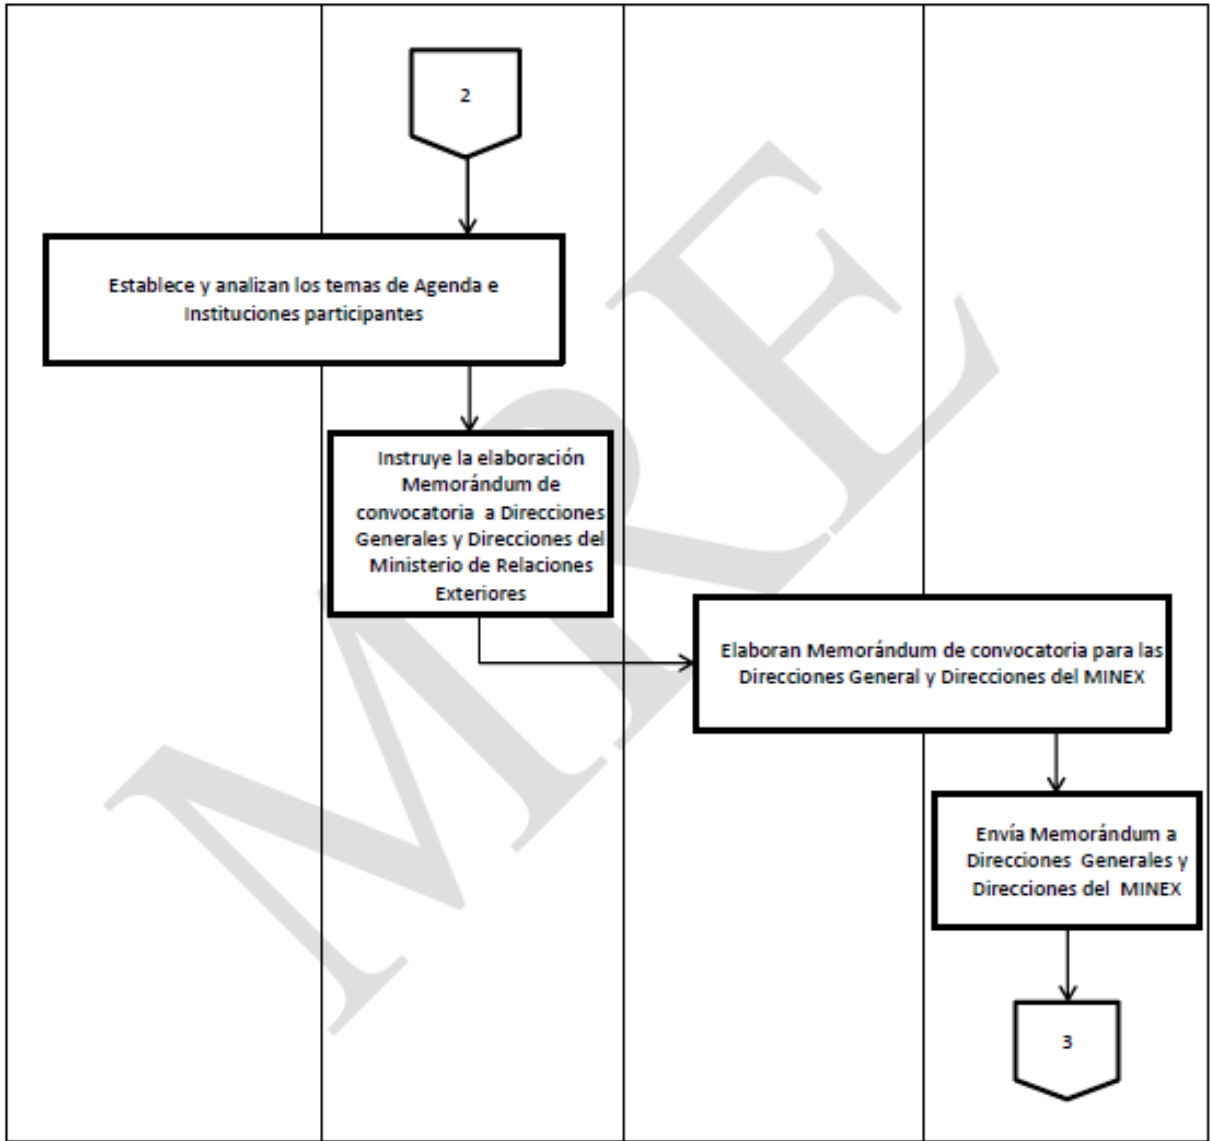 2
Establece y analizan los temas de Agenda e
Instituciones participantes
Instruye la elaboración
Memorándum de
convocatoria a Direcciones
Generales y Direcciones del
Ministerio de Relaciones
Exteriores
Elaboran Memorándum de convocatoria para las
Direcciones General y Direcciones del MINEX
Envía Memorándum a
Direcciones Generales y
Direcciones del MINEX
3
MRE